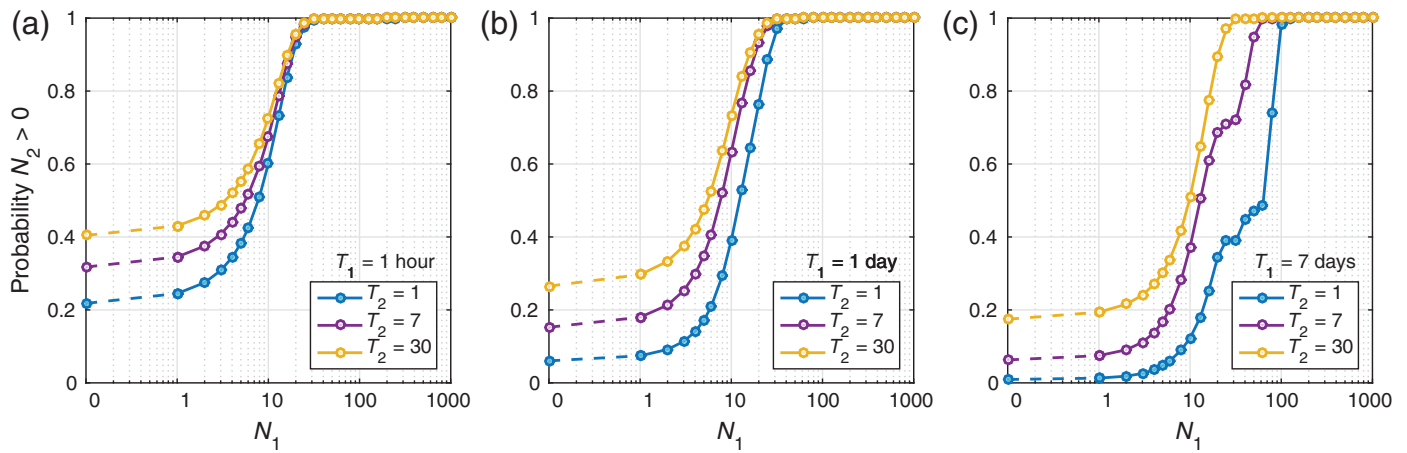 (a)
Probability N₂ > 0
1
0.8
0.6
0.4
0.2
0
T₁ = 1 hour
T₂ = 1
T₂ = 7
T₂ = 30
0 1 10 100 1000
N₁
(b)
1
0.8
0.6
0.4
0.2
0
T₁ = 1 day
T₂ = 1
T₂ = 7
T₂ = 30
0 1 10 100 1000
N₁
(c)
1
0.8
0.6
0.4
0.2
0
T₁ = 7 days
T₂ = 1
T₂ = 7
T₂ = 30
0 1 10 100 1000
N₁